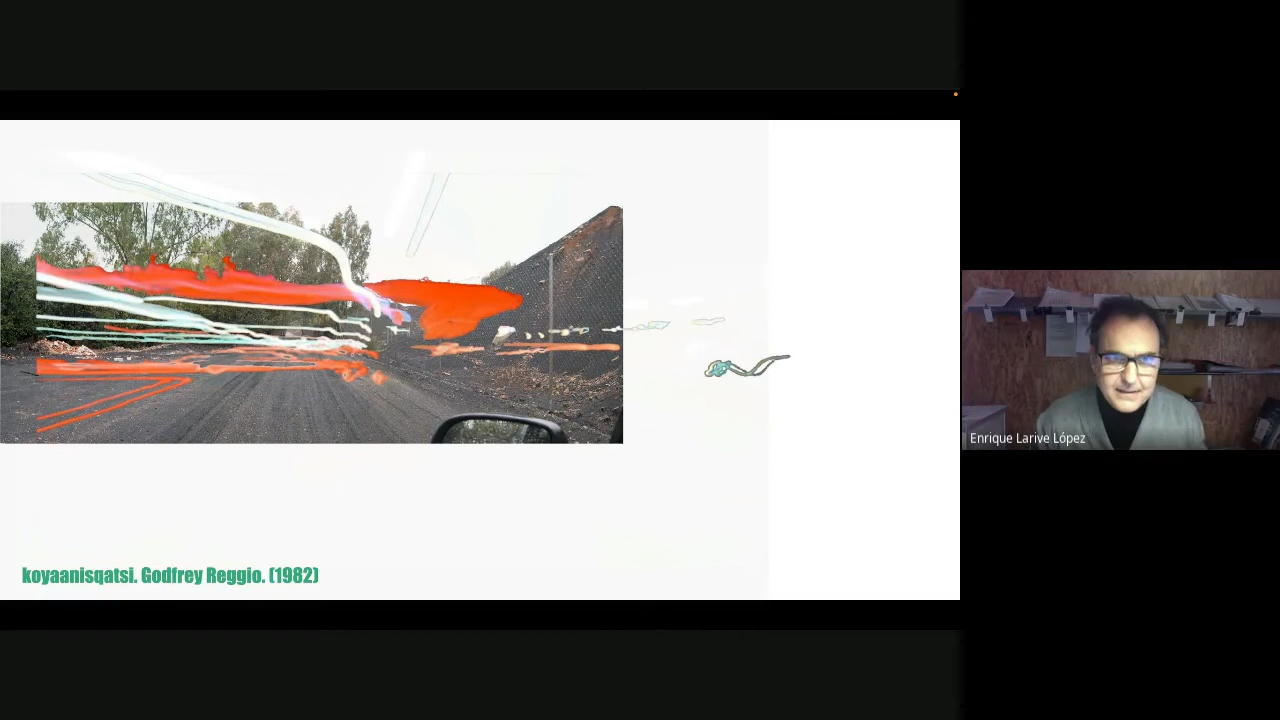 koyaanisqatsi. Godfrey Reggio. (1982)
Enrique Larive López